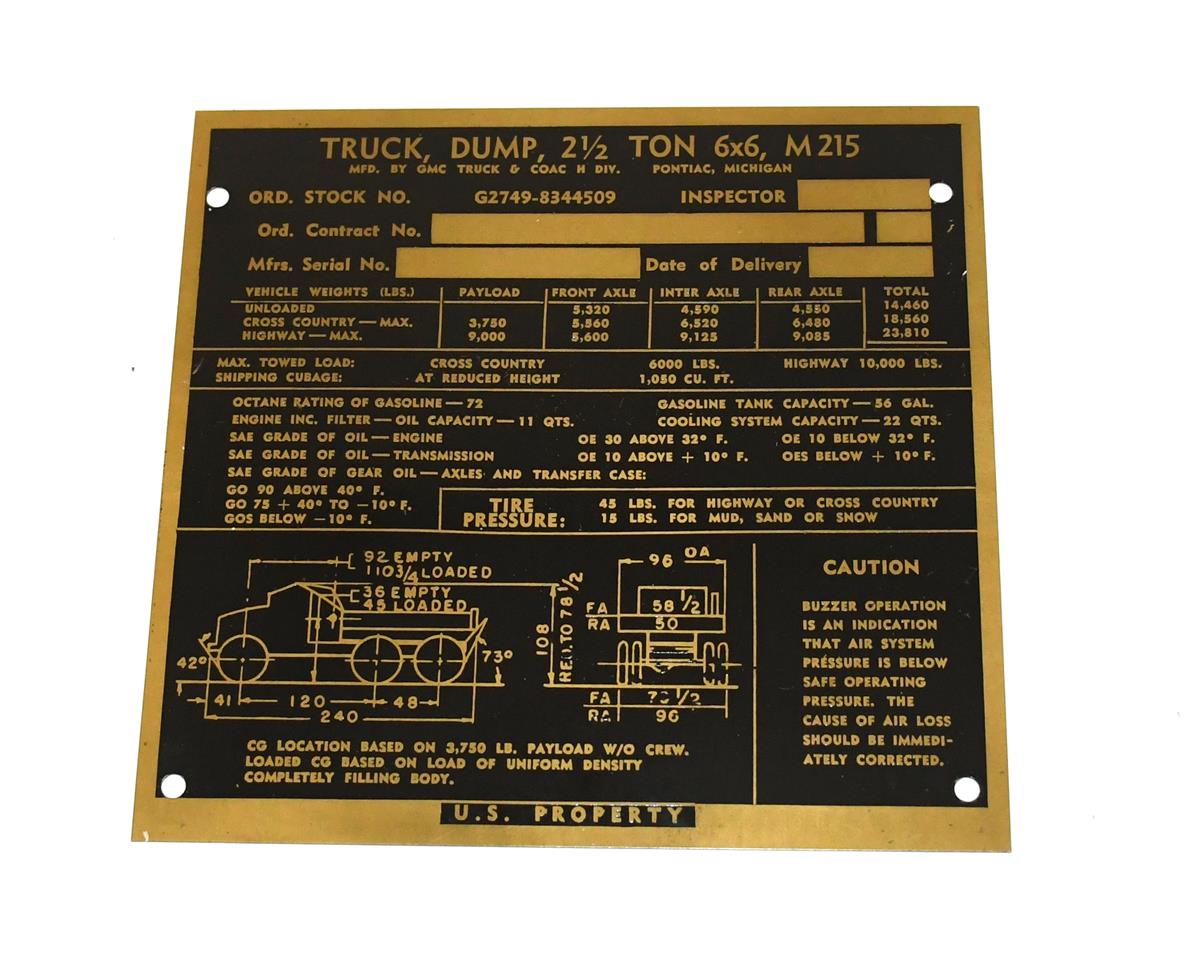 TRUCK, DUMP, 2½ TON 6x6, M 215
MFD. BY GMC TRUCK & COAC H DIV. PONTIAC, MICHIGAN
ORD. STOCK NO. G2749-8344509 INSPECTOR
Ord. Contract No.
Mfrs. Serial No. Date of Delivery
VEHICLE WEIGHTS (LBS.) PAYLOAD FRONT AXLE INTER AXLE REAR AXLE TOTAL
UNLOADED 5,320 4,590 4,550 14,460
CROSS COUNTRY — MAX. 3,750 5,560 6,520 6,480 18,560
HIGHWAY — MAX. 9,000 5,600 9,125 9,085 23,810
MAX. TOWED LOAD: CROSS COUNTRY 6000 LBS. HIGHWAY 10,000 LBS.
SHIPPING CUBAGE: AT REDUCED HEIGHT 1,050 CU. FT.
OCTANE RATING OF GASOLINE — 72 GASOLINE TANK CAPACITY — 56 GAL.
ENGINE INC. FILTER — OIL CAPACITY — 11 QTS. COOLING SYSTEM CAPACITY — 22 QTS.
SAE GRADE OF OIL — ENGINE OE 30 ABOVE 32° F. OE 10 BELOW 32° F.
SAE GRADE OF OIL — TRANSMISSION OE 10 ABOVE + 10° F. OES BELOW + 10° F.
SAE GRADE OF GEAR OIL — AXLES AND TRANSFER CASE:
GO 90 ABOVE 40° F.
GO 75 + 40° TO —10° F.
GOS BELOW —10° F.
TIRE PRESSURE:
45 LBS. FOR HIGHWAY OR CROSS COUNTRY
15 LBS. FOR MUD, SAND OR SNOW
92 EMPTY
110 3/4 LOADED
36 EMPTY
45 LOADED
42°
73°
41 120 48
240
108
TO 78 1/2
96 OA
FA 58 1/2
RA 50
FA
RA 96
CG LOCATION BASED ON 3,750 LB. PAYLOAD W/O CREW.
LOADED CG BASED ON LOAD OF UNIFORM DENSITY
COMPLETELY FILLING BODY.
CAUTION
BUZZER OPERATION
IS AN INDICATION
THAT AIR SYSTEM
PRESSURE IS BELOW
SAFE OPERATING
PRESSURE. THE
CAUSE OF AIR LOSS
SHOULD BE IMMEDI-
ATELY CORRECTED.
U.S. PROPERTY